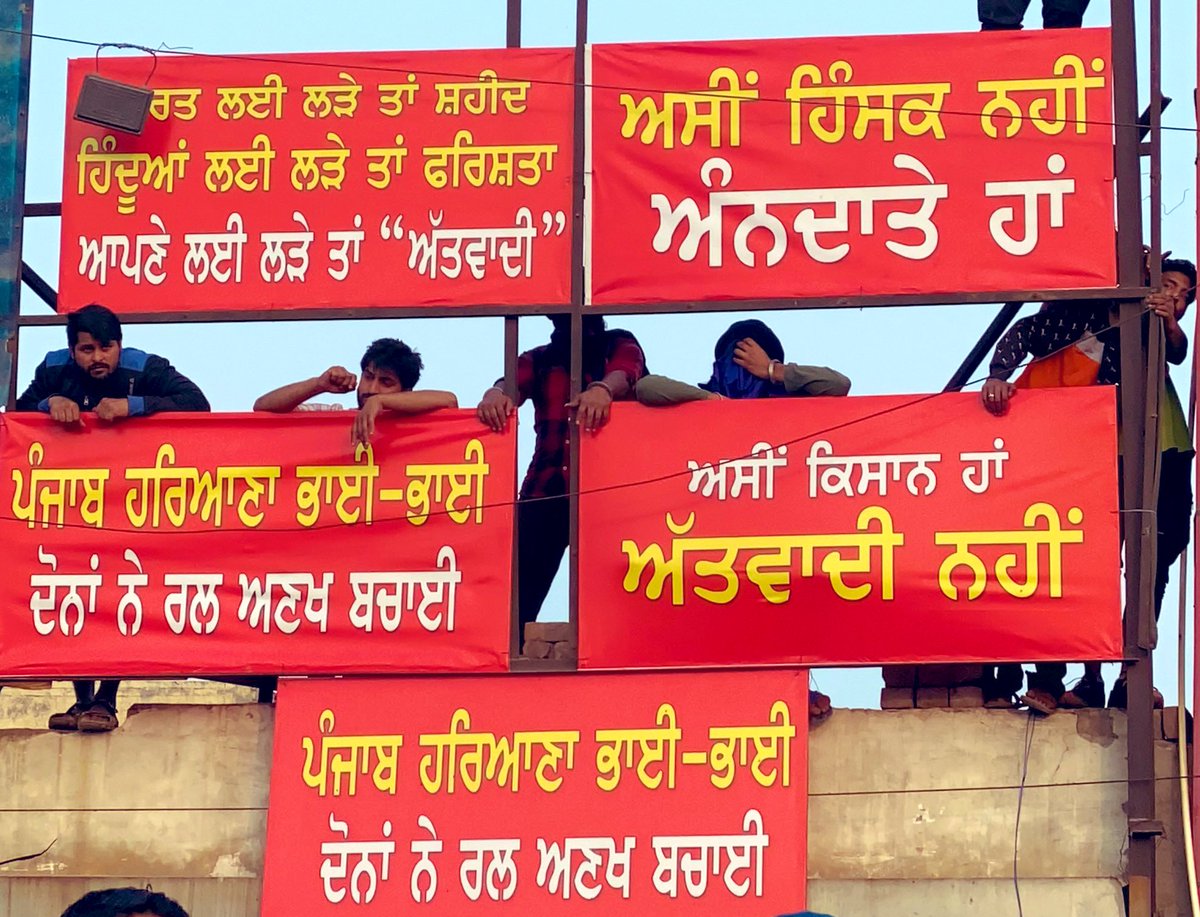 ਲਈ ਲੜੇ ਤਾਂ ਸ਼ਹੀਦ
ਹਿੰਦੂਆਂ ਲਈ ਲੜੇ ਤਾਂ ਫਰਿਸ਼ਤਾ
ਆਪਣੇ ਲਈ ਲੜੇ ਤਾਂ “ਅੱਤਵਾਦੀ”
ਅਸੀਂ ਹਿੰਸਕ ਨਹੀਂ
ਅੰਨਦਾਤੇ ਹਾਂ
ਪੰਜਾਬ ਹਰਿਆਣਾ ਭਾਈ-ਭਾਈ
ਦੋਨਾਂ ਨੇ ਰਲ ਅਣਖ ਬਚਾਈ
ਅਸੀਂ ਕਿਸਾਨ ਹਾਂ
ਅੱਤਵਾਦੀ ਨਹੀਂ
ਪੰਜਾਬ ਹਰਿਆਣਾ ਭਾਈ-ਭਾਈ
ਦੋਨਾਂ ਨੇ ਰਲ ਅਣਖ ਬਚਾਈ